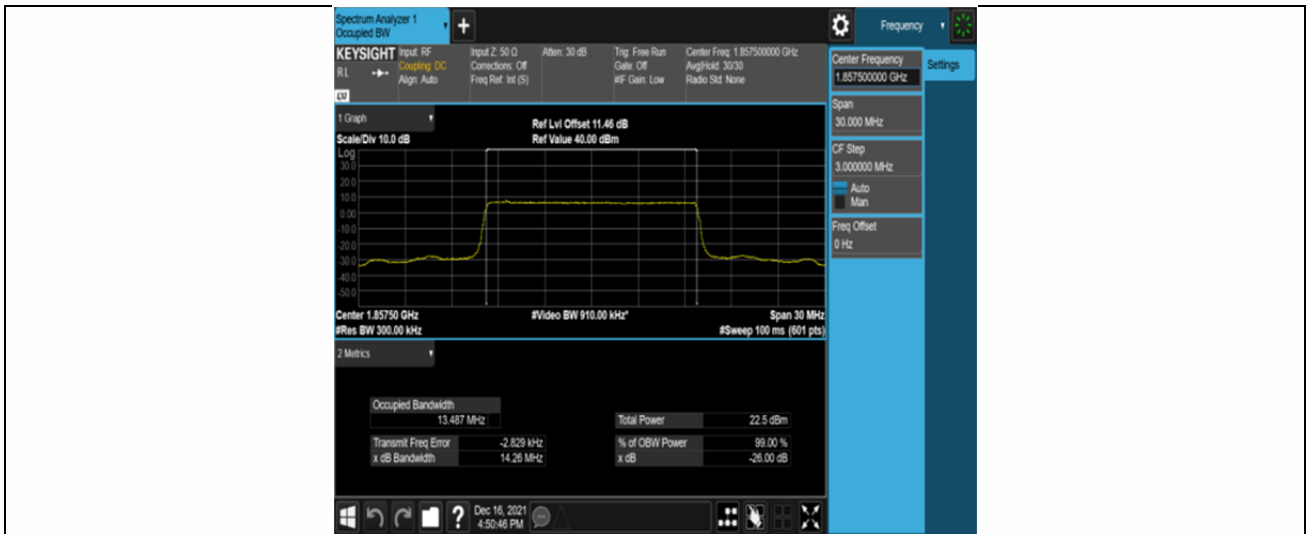 Spectrum Analyzer 1
Occupied BW
Frequency
KEYSIGHT
R L
Input: RF
Coupling: DC
Align: Auto
Input Z: 50 Ω
Corrections: Off
Freq Ref: Int (S)
Atten: 30 dB
Trig: Free Run
Gate: Off
#IF Gain: Low
Center Freq: 1.857500000 GHz
Avg|Hold: 30/30
Radio Std: None
Center Frequency
1.857500000 GHz
Settings
Span
30.000 MHz
CF Step
3.000000 MHz
Auto
Man
Freq Offset
0 Hz
1 Graph
Scale/Div 10.0 dB
Ref Lvl Offset 11.46 dB
Ref Value 40.00 dBm
Log
30.0
20.0
10.0
0.00
-10.0
-20.0
-30.0
-40.0
-50.0
Center 1.85750 GHz
#Video BW 910.00 kHz*
Span 30 MHz
#Res BW 300.00 kHz
#Sweep 100 ms (601 pts)
2 Metrics
Occupied Bandwidth
13.487 MHz
Total Power 22.5 dBm
Transmit Freq Error -2.829 kHz
% of OBW Power 99.00 %
x dB Bandwidth 14.26 MHz
x dB -26.00 dB
?
Dec 16, 2021
4:50:46 PM